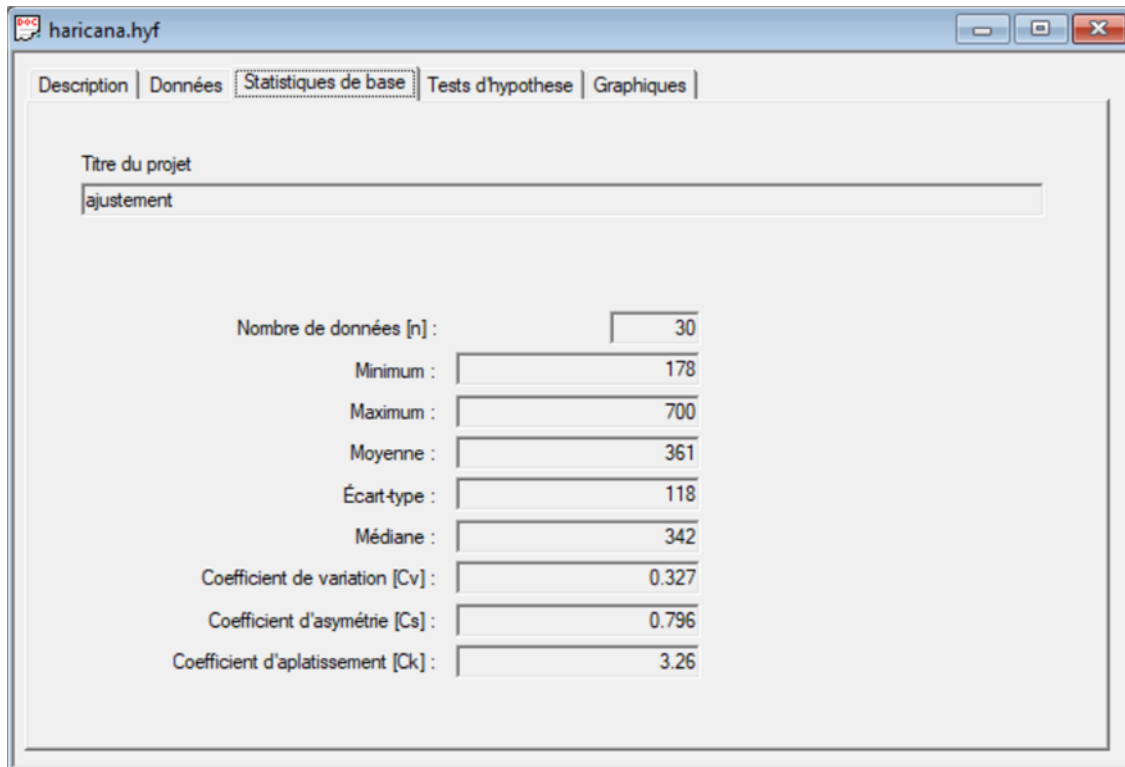 DOC
haricana.hyf
Description Données Statistiques de base Tests d'hypothese Graphiques
Titre du projet
ajustement
Nombre de données [n] : 30
Minimum : 178
Maximum : 700
Moyenne : 361
Écart-type : 118
Médiane : 342
Coefficient de variation [Cv] : 0.327
Coefficient d'asymétrie [Cs] : 0.796
Coefficient d'aplatissement [Ck] : 3.26